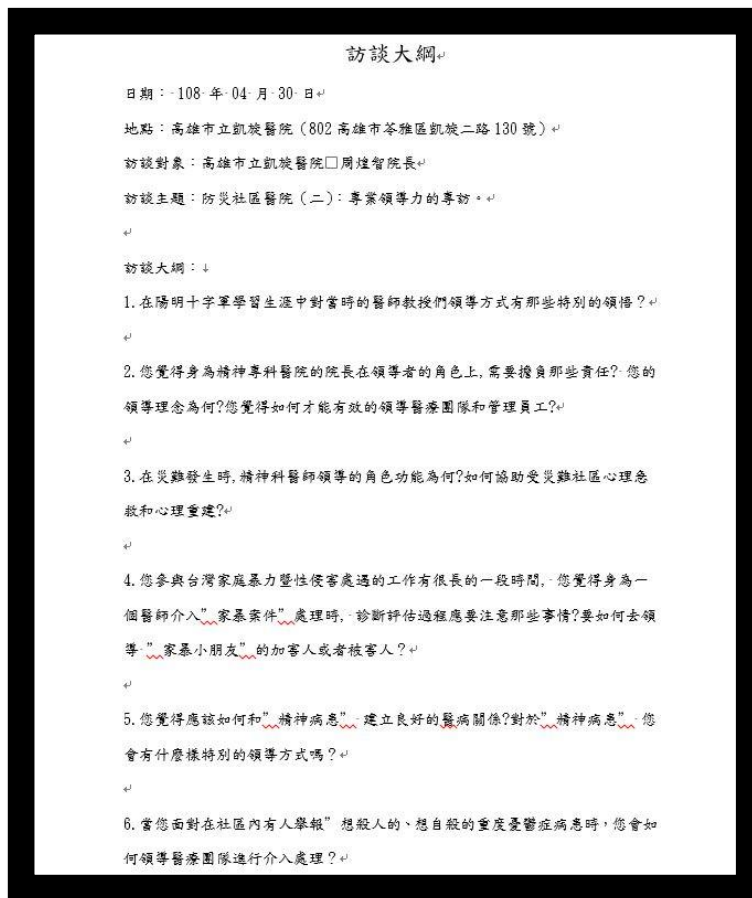 訪談大綱
日期：108 年 04 月 30 日
地點：高雄市立凱旋醫院（802 高雄市苓雅區凱旋二路 130 號）
訪談對象：高雄市立凱旋醫院□周煌智院長
訪談主題：防災社區醫院（二）：專業領導力的專訪。
訪談大綱：
1.在陽明十字軍學習生涯中對當時的醫師教授們領導方式有那些特別的領悟？
2.您覺得身為精神專科醫院的院長在領導者的角色上,需要擔負那些責任? 您的
領導理念為何?您覺得如何才能有效的領導醫療團隊和管理員工?
3.在災難發生時,精神科醫師領導的角色功能為何?如何協助受災難社區心理急
救和心理重建?
4.您參與台灣家庭暴力暨性侵害處遇的工作有很長的一段時間, 您覺得身為一
個醫師介入”家暴案件”處理時, 診斷評估過程應要注意那些事情?要如何去領
導 ”家暴小朋友”的加害人或者被害人？
5.您覺得應該如何和”精神病患” 建立良好的醫病關係?對於”精神病患” 您
會有什麼樣特別的領導方式嗎？
6.當您面對在社區內有人舉報” 想殺人的、想自殺的重度憂鬱症病患時，您會如
何領導醫療團隊進行介入處理？